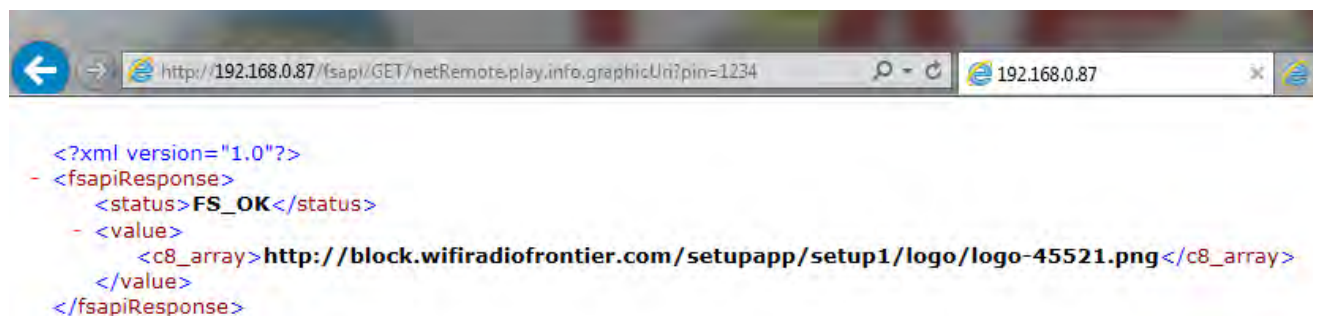 http://192.168.0.87/fsapi/GET/netRemote.play.info.graphicUri?pin=1234
192.168.0.87
<?xml version="1.0"?>
- <fsapiResponse>
<status>FS_OK</status>
- <value>
<c8_array>http://block.wifiradiofrontier.com/setupapp/setup1/logo/logo-45521.png</c8_array>
</value>
</fsapiResponse>